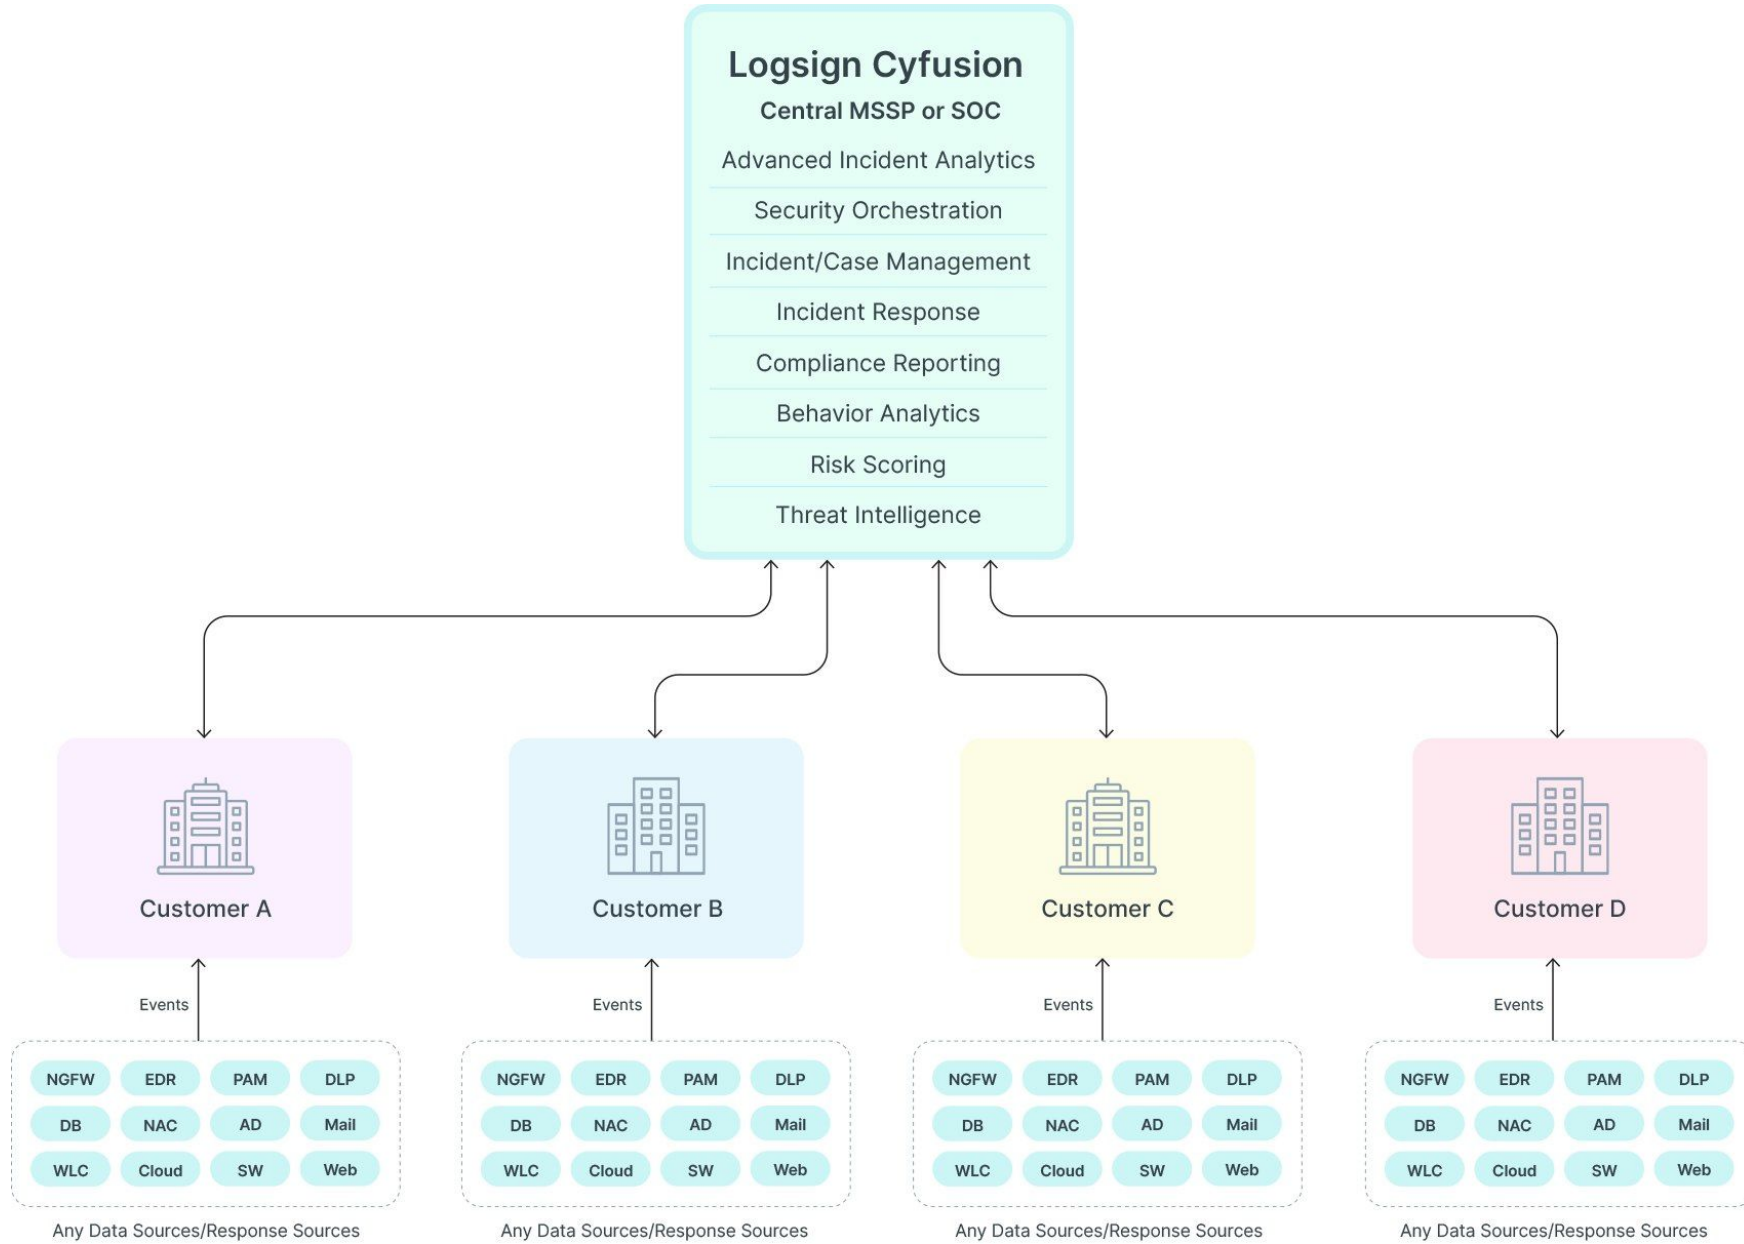 Logsign Cyfusion
Central MSSP or SOC
Advanced Incident Analytics
Security Orchestration
Incident/Case Management
Incident Response
Compliance Reporting
Behavior Analytics
Risk Scoring
Threat Intelligence
Customer A
Customer B
Customer C
Customer D
Events
Events
Events
Events
NGFW EDR PAM DLP
DB NAC AD Mail
WLC Cloud SW Web
Any Data Sources/Response Sources
NGFW EDR PAM DLP
DB NAC AD Mail
WLC Cloud SW Web
Any Data Sources/Response Sources
NGFW EDR PAM DLP
DB NAC AD Mail
WLC Cloud SW Web
Any Data Sources/Response Sources
NGFW EDR PAM DLP
DB NAC AD Mail
WLC Cloud SW Web
Any Data Sources/Response Sources